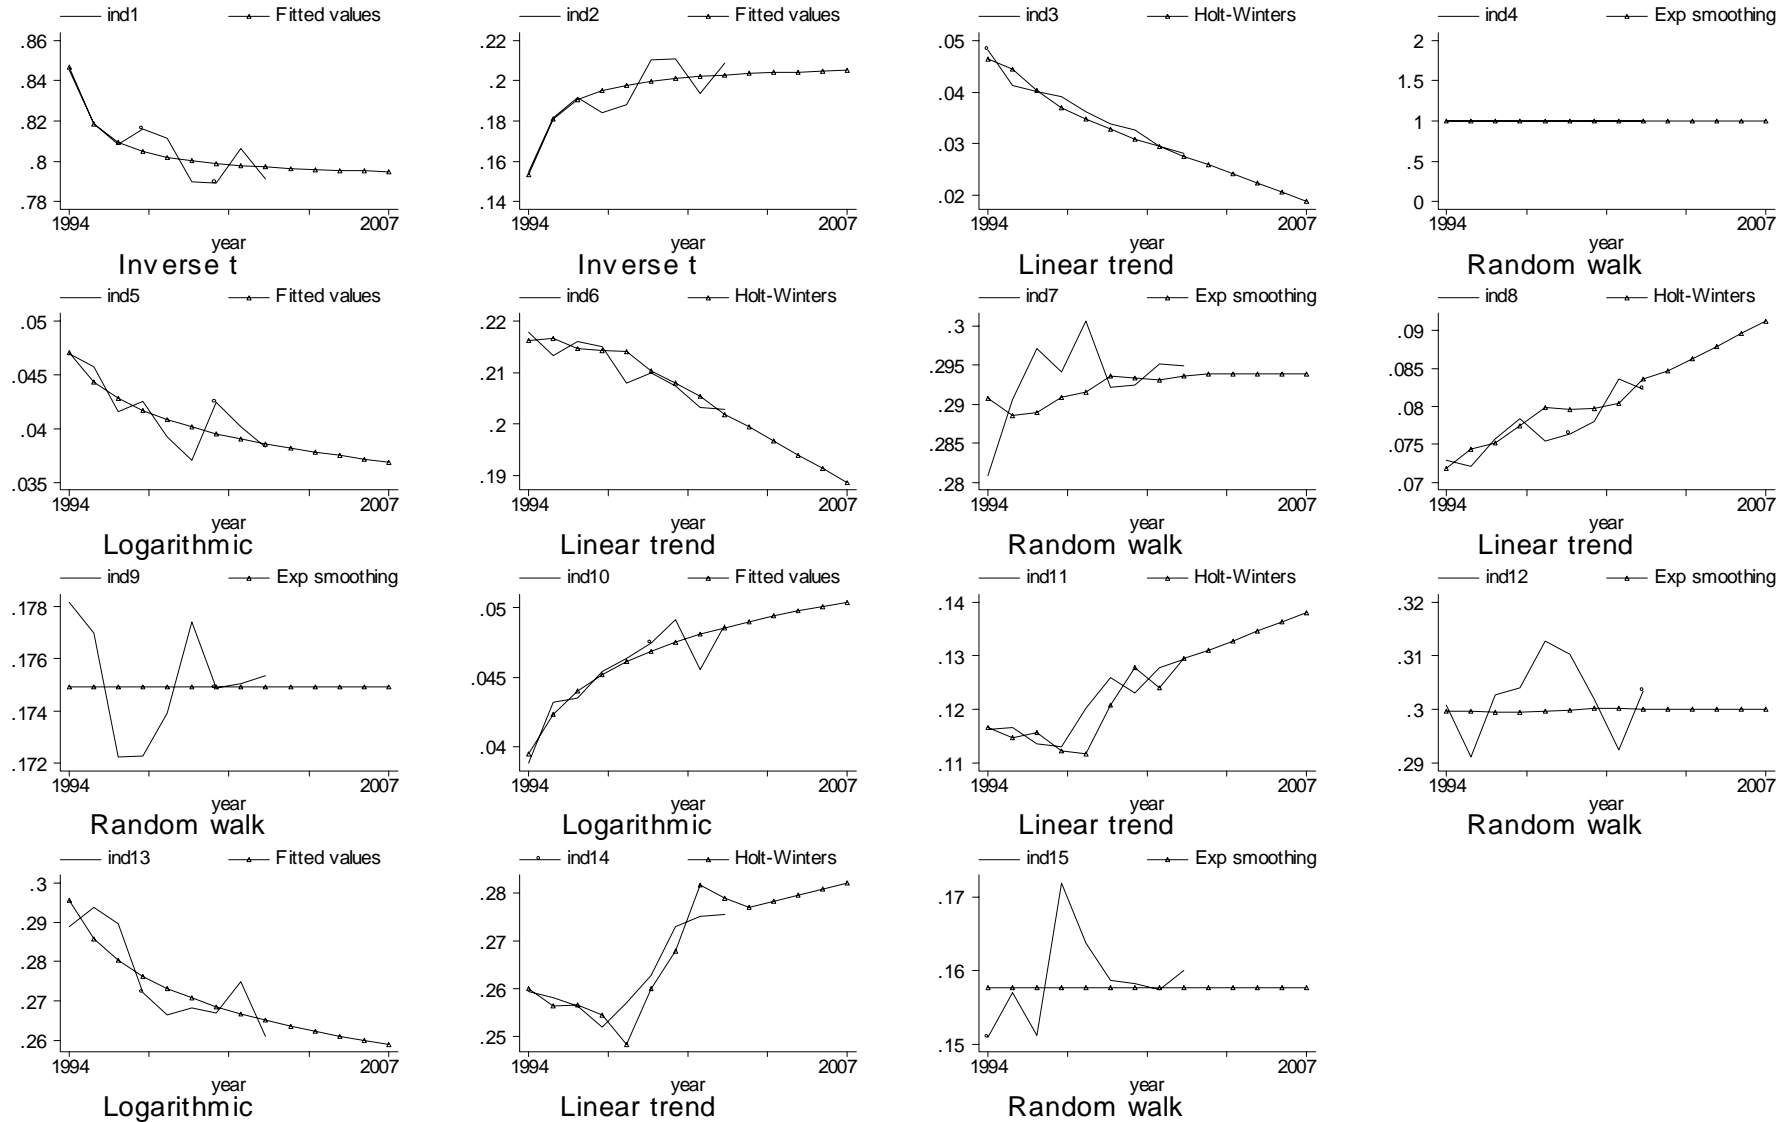 ind1 Fitted values
.86
.84
.82
.8
.78
1994 2007
year
Inverse t
ind2 Fitted values
.22
.2
.18
.16
.14
1994 2007
year
Inverse t
ind3 Holt-Winters
.05
.04
.03
.02
1994 2007
year
Linear trend
ind4 Exp smoothing
2
1.5
1
.5
0
1994 2007
year
Random walk
ind5 Fitted values
.05
.045
.04
.035
1994 2007
year
Logarithmic
ind6 Holt-Winters
.22
.21
.2
.19
1994 2007
year
Linear trend
ind7 Exp smoothing
.3
.295
.29
.285
.28
1994 2007
year
Random walk
ind8 Holt-Winters
.09
.085
.08
.075
.07
1994 2007
year
Linear trend
ind9 Exp smoothing
.178
.176
.174
.172
1994 2007
year
Random walk
ind10 Fitted values
.05
.045
.04
1994 2007
year
Logarithmic
ind11 Holt-Winters
.14
.13
.12
.11
1994 2007
year
Linear trend
ind12 Exp smoothing
.32
.31
.3
.29
1994 2007
year
Random walk
ind13 Fitted values
.3
.29
.28
.27
.26
1994 2007
year
Logarithmic
ind14 Holt-Winters
.28
.27
.26
.25
1994 2007
year
Linear trend
ind15 Exp smoothing
.17
.16
.15
1994 2007
year
Random walk